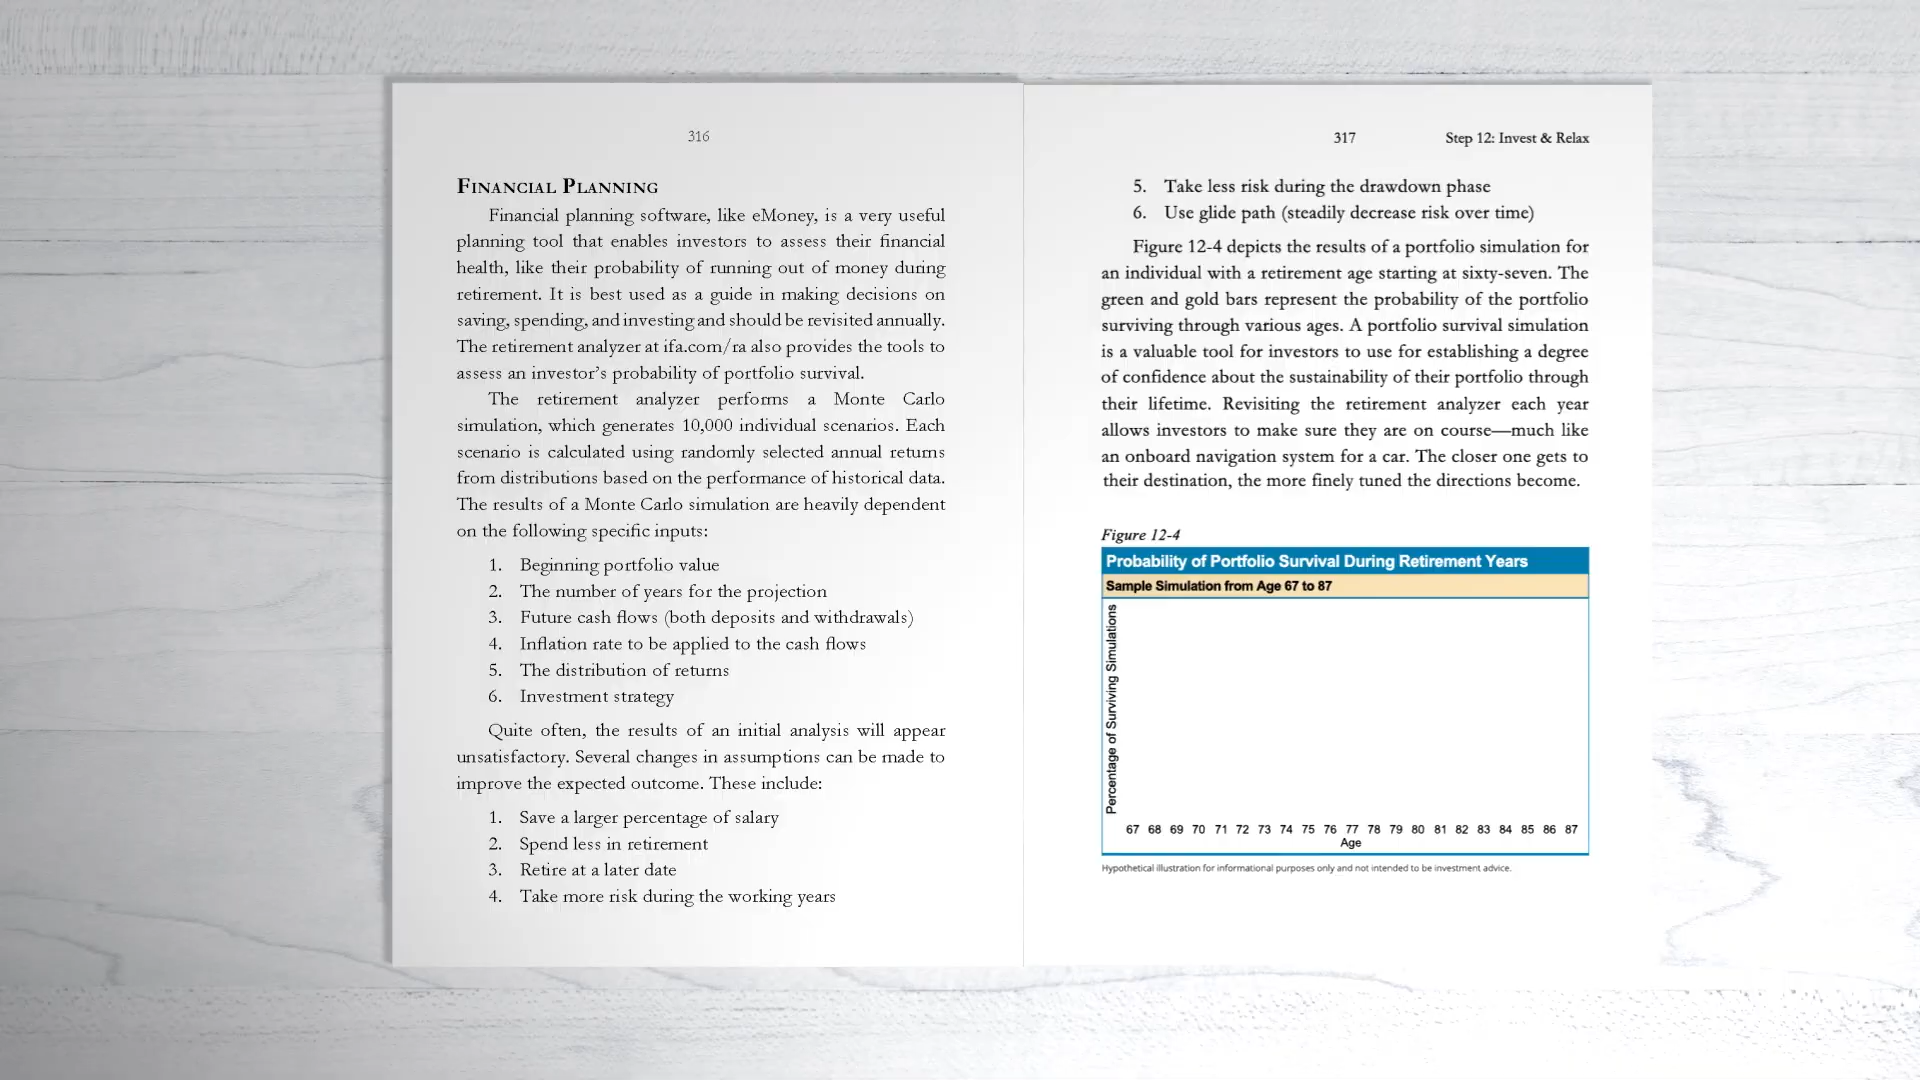 316
FINANCIAL PLANNING
Financial planning software, like eMoney, is a very useful
planning tool that enables investors to assess their financial
health, like their probability of running out of money during
retirement. It is best used as a guide in making decisions on
saving, spending, and investing and should be revisited annually.
The retirement analyzer at ifa.com/ra also provides the tools to
assess an investor’s probability of portfolio survival.
The retirement analyzer performs a Monte Carlo
simulation, which generates 10,000 individual scenarios. Each
scenario is calculated using randomly selected annual returns
from distributions based on the performance of historical data.
The results of a Monte Carlo simulation are heavily dependent
on the following specific inputs:
1. Beginning portfolio value
2. The number of years for the projection
3. Future cash flows (both deposits and withdrawals)
4. Inflation rate to be applied to the cash flows
5. The distribution of returns
6. Investment strategy
Quite often, the results of an initial analysis will appear
unsatisfactory. Several changes in assumptions can be made to
improve the expected outcome. These include:
1. Save a larger percentage of salary
2. Spend less in retirement
3. Retire at a later date
4. Take more risk during the working years
317 Step 12: Invest & Relax
5. Take less risk during the drawdown phase
6. Use glide path (steadily decrease risk over time)
Figure 12-4 depicts the results of a portfolio simulation for
an individual with a retirement age starting at sixty-seven. The
green and gold bars represent the probability of the portfolio
surviving through various ages. A portfolio survival simulation
is a valuable tool for investors to use for establishing a degree
of confidence about the sustainability of their portfolio through
their lifetime. Revisiting the retirement analyzer each year
allows investors to make sure they are on course—much like
an onboard navigation system for a car. The closer one gets to
their destination, the more finely tuned the directions become.
Figure 12-4
Probability of Portfolio Survival During Retirement Years
Sample Simulation from Age 67 to 87
Percentage of Surviving Simulations
67 68 69 70 71 72 73 74 75 76 77 78 79 80 81 82 83 84 85 86 87
Age
Hypothetical illustration for informational purposes only and not intended to be investment advice.